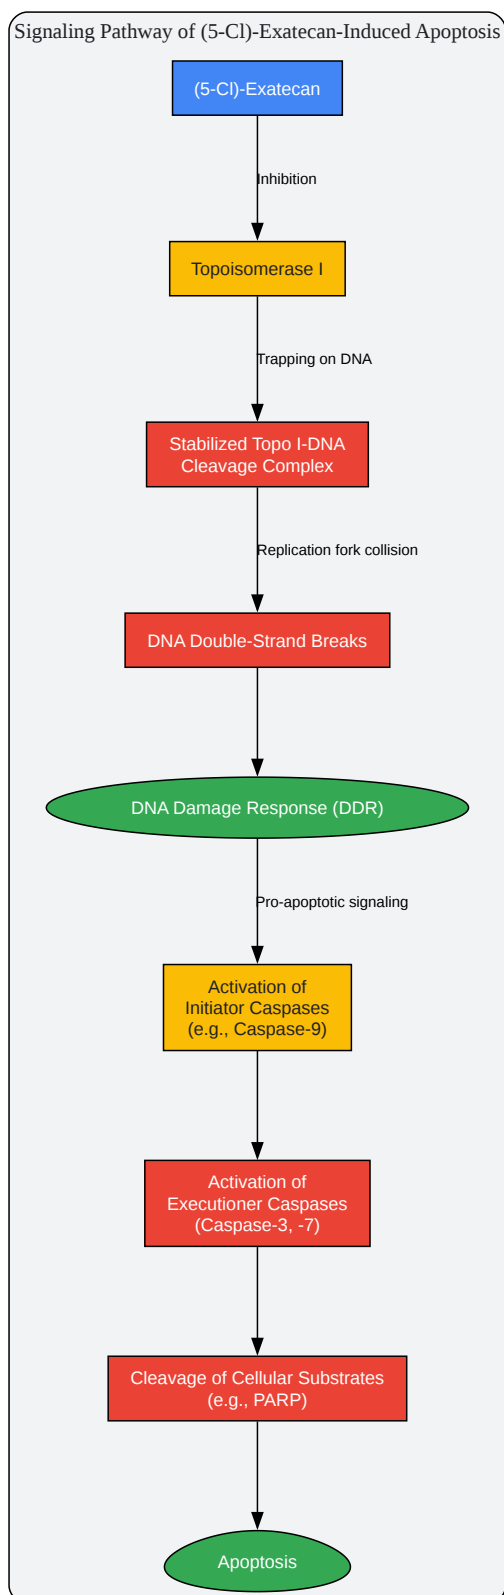 Signaling Pathway of (5-Cl)-Exatecan-Induced Apoptosis
(5-Cl)-Exatecan
Inhibition
Topoisomerase I
Trapping on DNA
Stabilized Topo I-DNA
Cleavage Complex
Replication fork collision
DNA Double-Strand Breaks
DNA Damage Response (DDR)
Pro-apoptotic signaling
Activation of
Initiator Caspases
(e.g., Caspase-9)
Activation of
Executioner Caspases
(Caspase-3, -7)
Cleavage of Cellular Substrates
(e.g., PARP)
Apoptosis